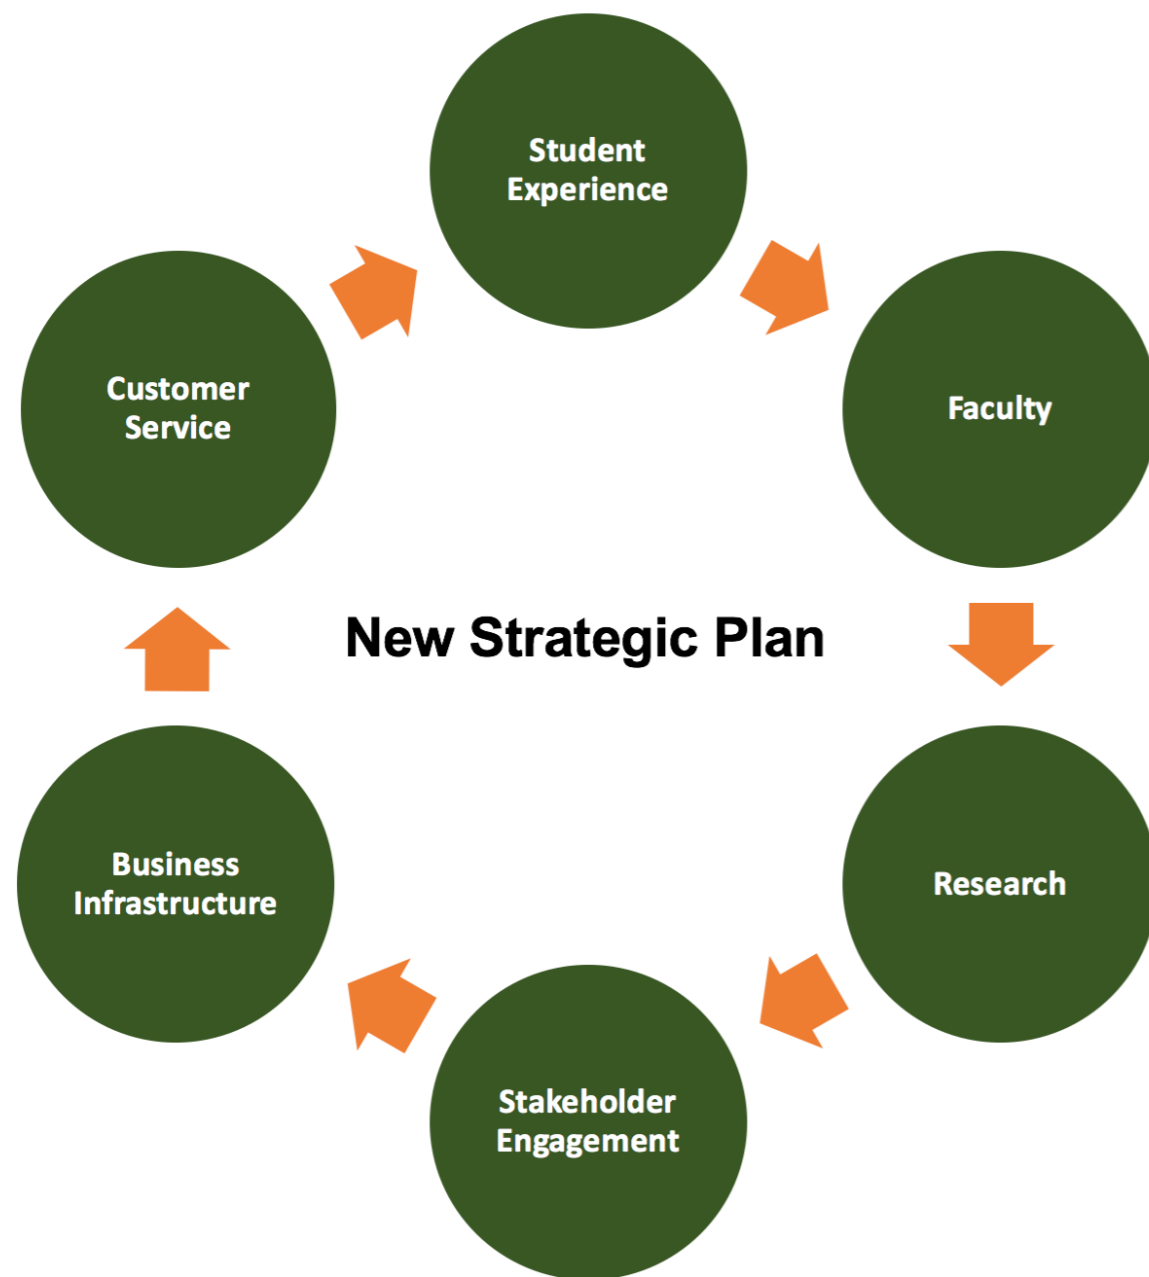 Student
Experience
Faculty
Research
Stakeholder
Engagement
Business
Infrastructure
Customer
Service
New Strategic Plan